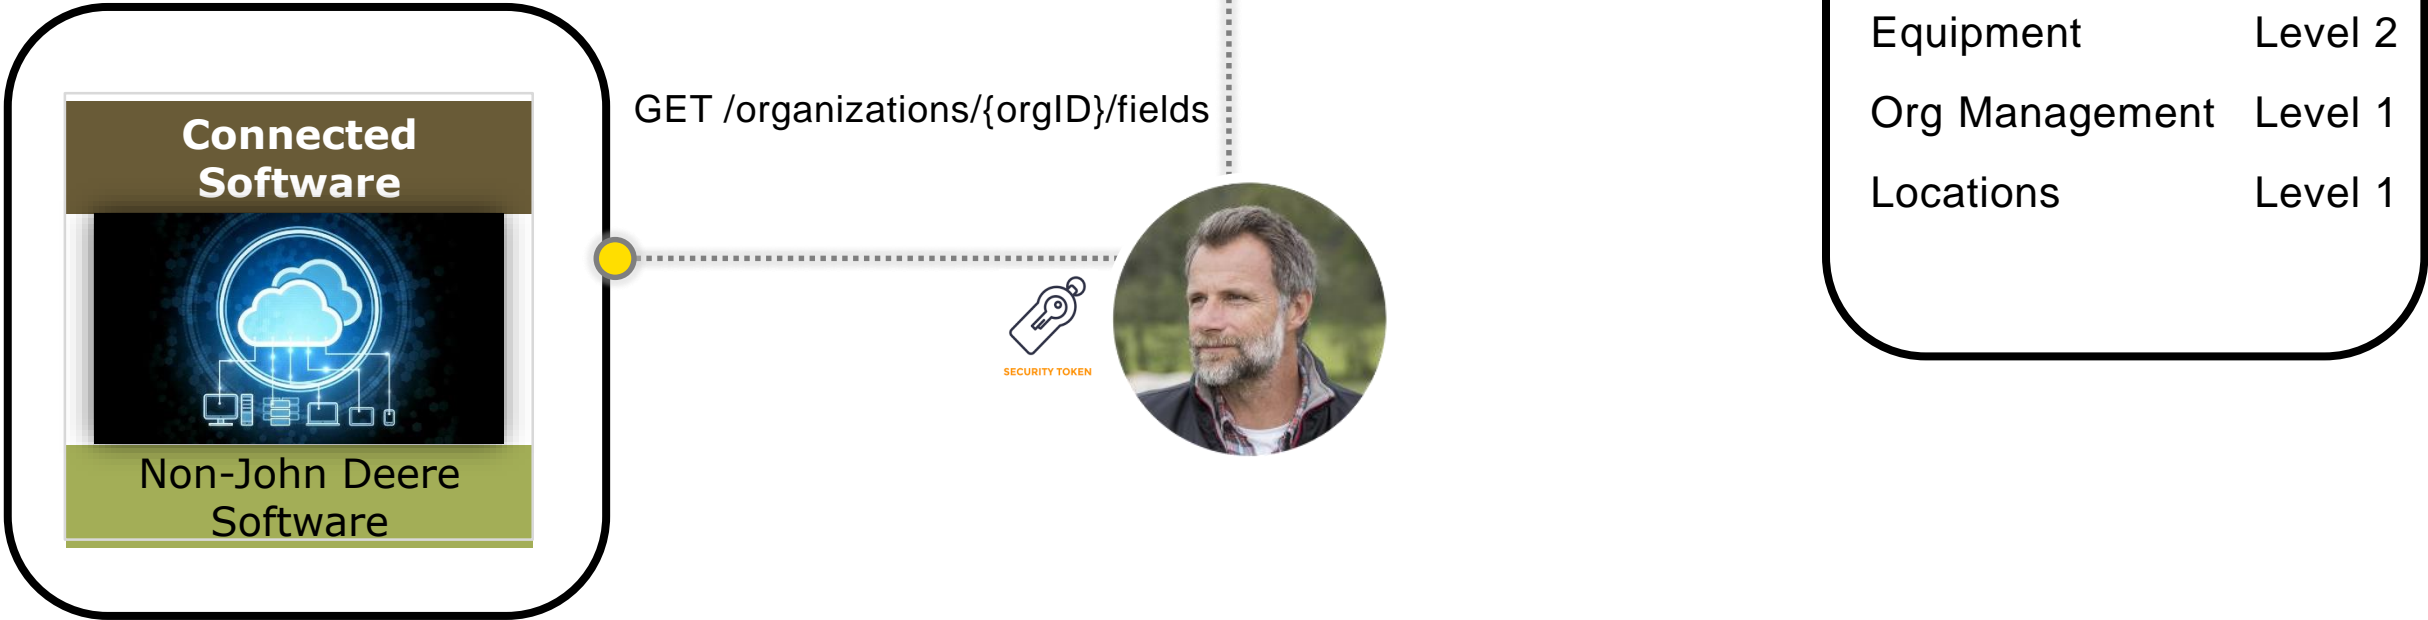 Connected
Software
Non-John Deere
Software
GET /organizations/{orgID}/fields
SECURITY TOKEN
Equipment Level 2
Org Management Level 1
Locations Level 1